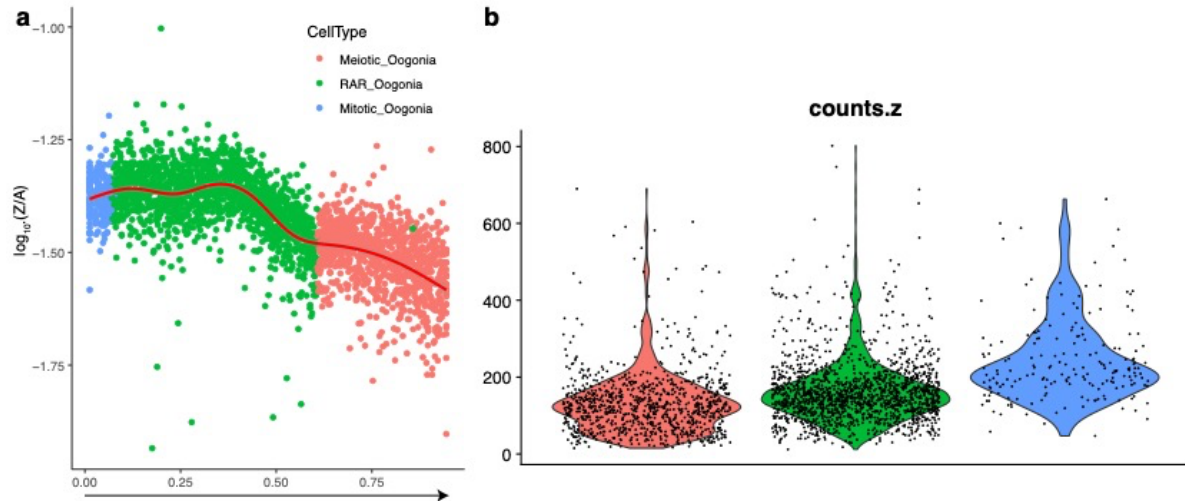 a
CellType
Meiotic_Oogonia
RAR_Oogonia
Mitotic_Oogonia
log10(Z/A)
−1.00
−1.25
−1.50
−1.75
0.00
0.25
0.50
0.75
b
counts.z
800
600
400
200
0